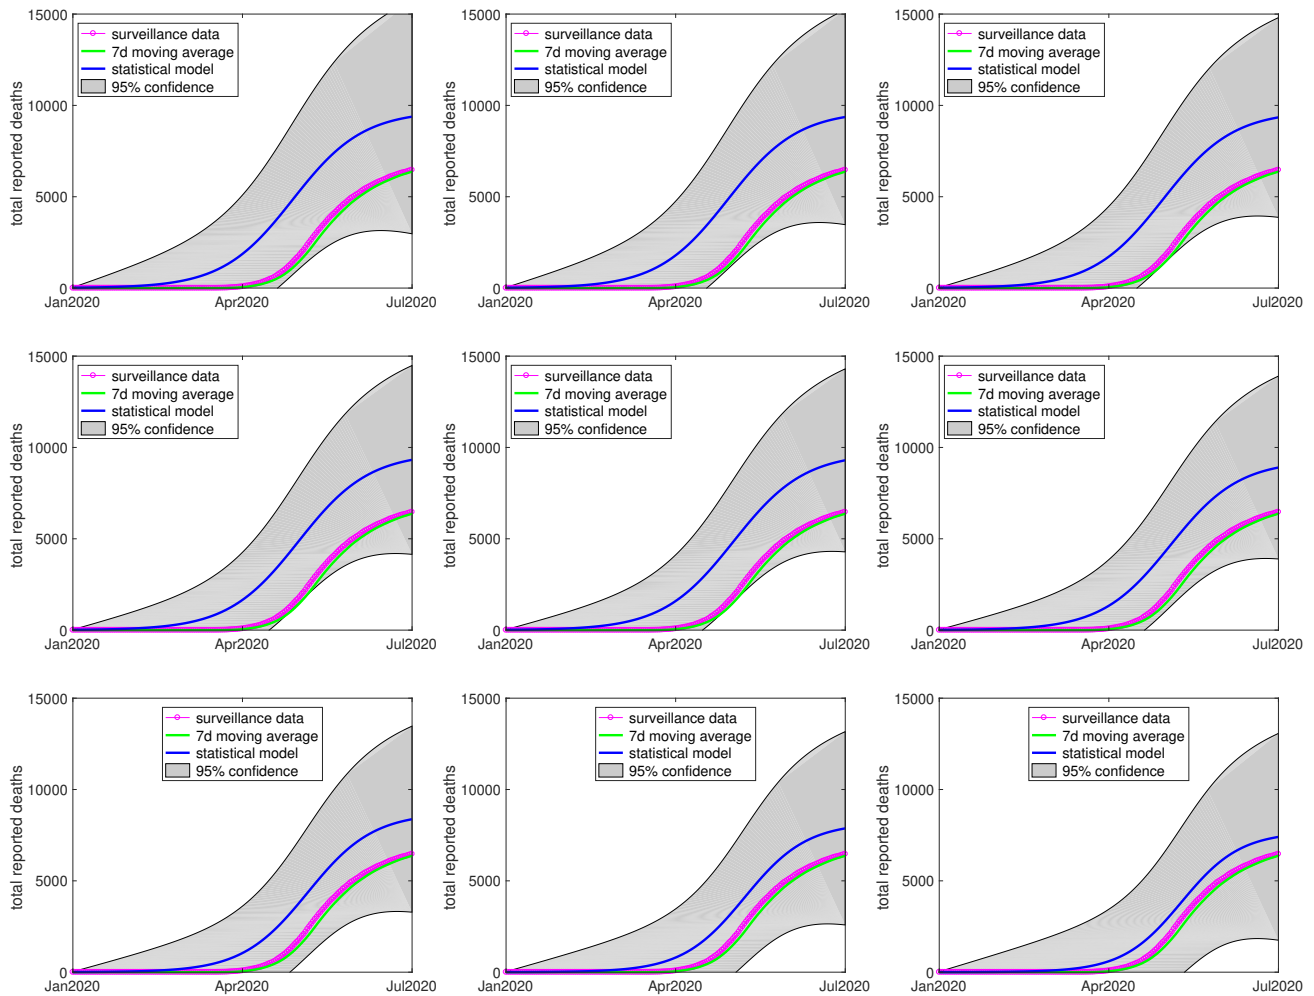 15000
10000
5000
0
total reported deaths
surveillance data
7d moving average
statistical model
95% confidence
Jan2020 Apr2020 Jul2020
15000
10000
5000
0
total reported deaths
surveillance data
7d moving average
statistical model
95% confidence
Jan2020 Apr2020 Jul2020
15000
10000
5000
0
total reported deaths
surveillance data
7d moving average
statistical model
95% confidence
Jan2020 Apr2020 Jul2020
15000
10000
5000
0
total reported deaths
surveillance data
7d moving average
statistical model
95% confidence
Jan2020 Apr2020 Jul2020
15000
10000
5000
0
total reported deaths
surveillance data
7d moving average
statistical model
95% confidence
Jan2020 Apr2020 Jul2020
15000
10000
5000
0
total reported deaths
surveillance data
7d moving average
statistical model
95% confidence
Jan2020 Apr2020 Jul2020
15000
10000
5000
0
total reported deaths
surveillance data
7d moving average
statistical model
95% confidence
Jan2020 Apr2020 Jul2020
15000
10000
5000
0
total reported deaths
surveillance data
7d moving average
statistical model
95% confidence
Jan2020 Apr2020 Jul2020
15000
10000
5000
0
total reported deaths
surveillance data
7d moving average
statistical model
95% confidence
Jan2020 Apr2020 Jul2020